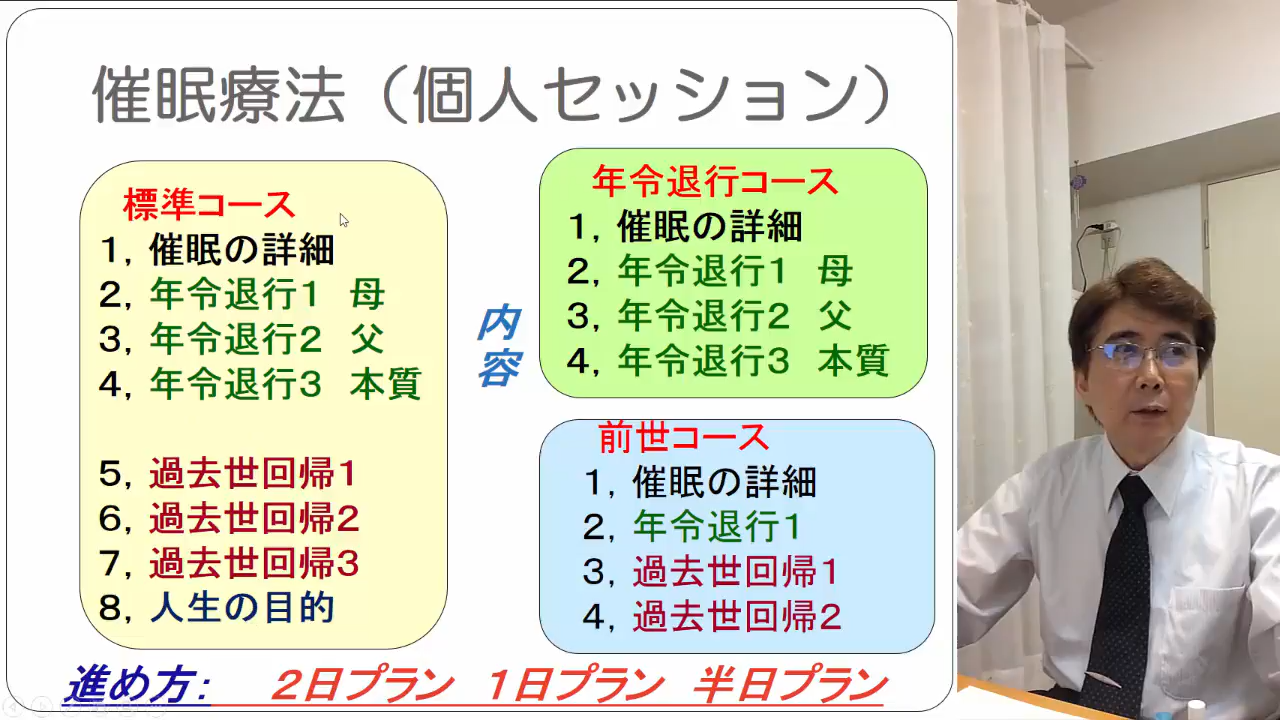 催眠療法（個人セッション）
標準コース
1，催眠の詳細
2，年令退行１　母
3，年令退行２　父
4，年令退行３　本質
5，過去世回帰１
6，過去世回帰２
7，過去世回帰３
8，人生の目的
内
容
年令退行コース
1，催眠の詳細
2，年令退行１　母
3，年令退行２　父
4，年令退行３　本質
前世コース
1，催眠の詳細
2，年令退行１
3，過去世回帰１
4，過去世回帰２
進め方：　２日プラン　１日プラン　半日プラン